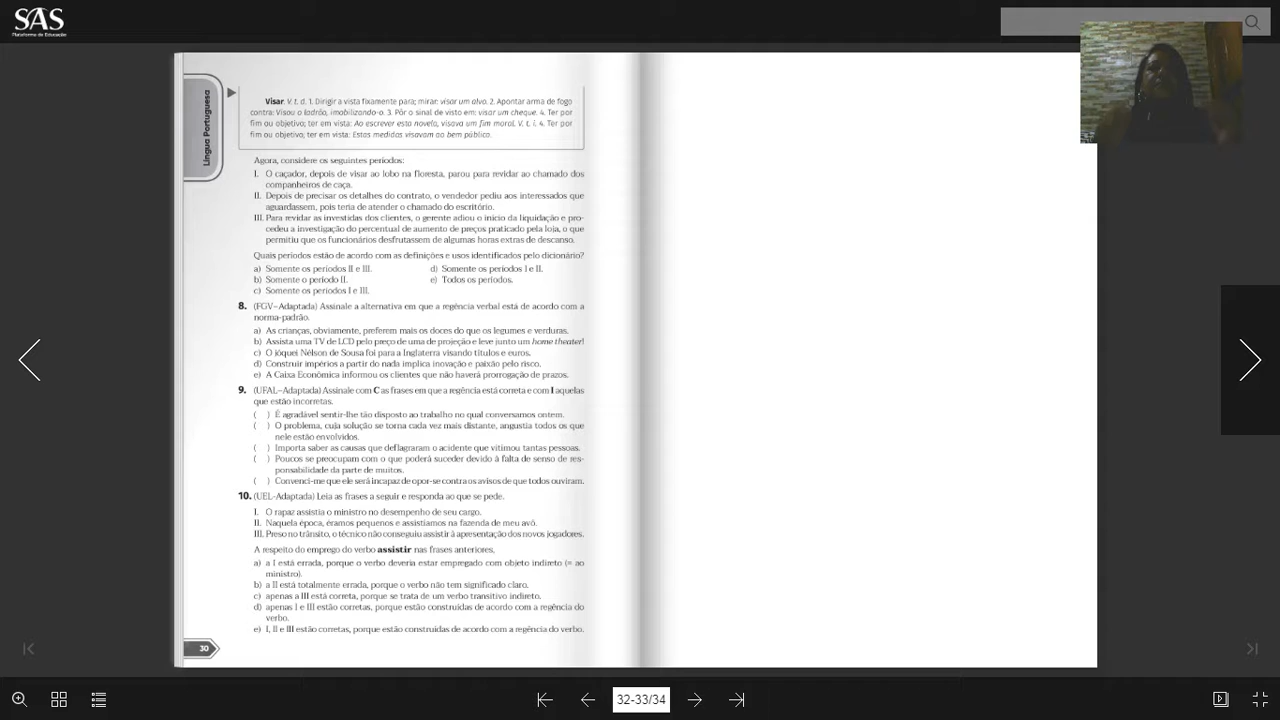 SAS
Plataforma de Educação
Língua Portuguesa
Visar. V. t. d. 1. Dirigir a vista fixamente para; mirar: visar um alvo. 2. Apontar arma de fogo
contra: Visou o ladrão, imobilizando-o. 3. Pôr o sinal de visto em: visar um cheque. 4. Ter por
fim ou objetivo; ter em vista: Ao escrever esta novela, visava um fim moral. V. t. i. 4. Ter por
fim ou objetivo; ter em vista: Estas medidas visavam ao bem público.
Agora, considere os seguintes períodos:
I. O caçador, depois de visar ao lobo na floresta, parou para revidar ao chamado dos
companheiros de caça.
II. Depois de precisar os detalhes do contrato, o vendedor pediu aos interessados que
aguardassem, pois teria de atender o chamado do escritório.
III. Para revidar as investidas dos clientes, o gerente adiou o início da liquidação e pro-
cedeu a investigação do percentual de aumento de preços praticado pela loja, o que
permitiu que os funcionários desfrutassem de algumas horas extras de descanso.
Quais períodos estão de acordo com as definições e usos identificados pelo dicionário?
a) Somente os períodos II e III.
b) Somente o período II.
c) Somente os períodos I e III.
d) Somente os períodos I e II.
e) Todos os períodos.
8. (FGV–Adaptada) Assinale a alternativa em que a regência verbal está de acordo com a
norma-padrão.
a) As crianças, obviamente, preferem mais os doces do que os legumes e verduras.
b) Assista uma TV de LCD pelo preço de uma de projeção e leve junto um home theater!
c) O jóquei Nélson de Sousa foi para a Inglaterra visando títulos e euros.
d) Construir impérios a partir do nada implica inovação e paixão pelo risco.
e) A Caixa Econômica informou os clientes que não haverá prorrogação de prazos.
9. (UFAL–Adaptada) Assinale com C as frases em que a regência está correta e com I aquelas
que estão incorretas.
( ) É agradável sentir-lhe tão disposto ao trabalho no qual conversamos ontem.
( ) O problema, cuja solução se torna cada vez mais distante, angustia todos os que
nele estão envolvidos.
( ) Importa saber as causas que deflagraram o acidente que vitimou tantas pessoas.
( ) Poucos se preocupam com o que poderá suceder devido à falta de senso de res-
ponsabilidade da parte de muitos.
( ) Convenci-me que ele será incapaz de opor-se contra os avisos de que todos ouviram.
10. (UEL-Adaptada) Leia as frases a seguir e responda ao que se pede.
I. O rapaz assistia o ministro no desempenho de seu cargo.
II. Naquela época, éramos pequenos e assistíamos na fazenda de meu avô.
III. Preso no trânsito, o técnico não conseguiu assistir à apresentação dos novos jogadores.
A respeito do emprego do verbo assistir nas frases anteriores,
a) a I está errada, porque o verbo deveria estar empregado com objeto indireto (= ao
ministro).
b) a II está totalmente errada, porque o verbo não tem significado claro.
c) apenas a III está correta, porque se trata de um verbo transitivo indireto.
d) apenas I e III estão corretas, porque estão construídas de acordo com a regência do
verbo.
e) I, II e III estão corretas, porque estão construídas de acordo com a regência do verbo.
30
32-33/34